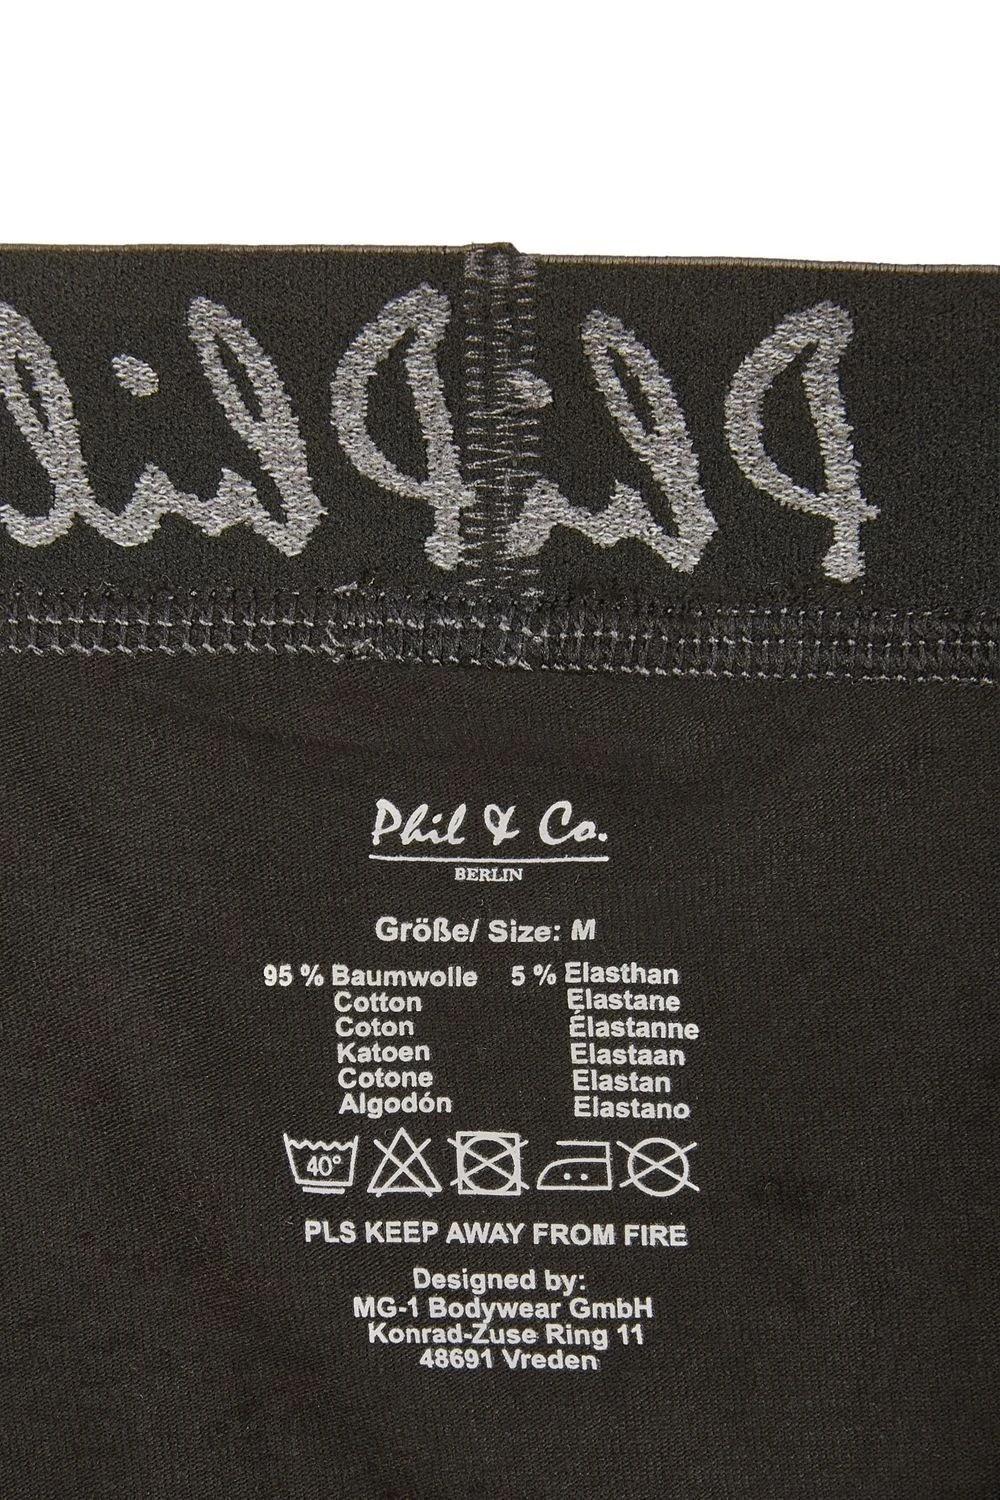 Phil & Co.
BERLIN
Größe/ Size: M
95 % Baumwolle 5 % Elasthan
Cotton Elastane
Coton Élastanne
Katoen Elastaan
Cotone Elastan
Algodón Elastano
40°
PLS KEEP AWAY FROM FIRE
Designed by:
MG-1 Bodywear GmbH
Konrad-Zuse Ring 11
48691 Vreden